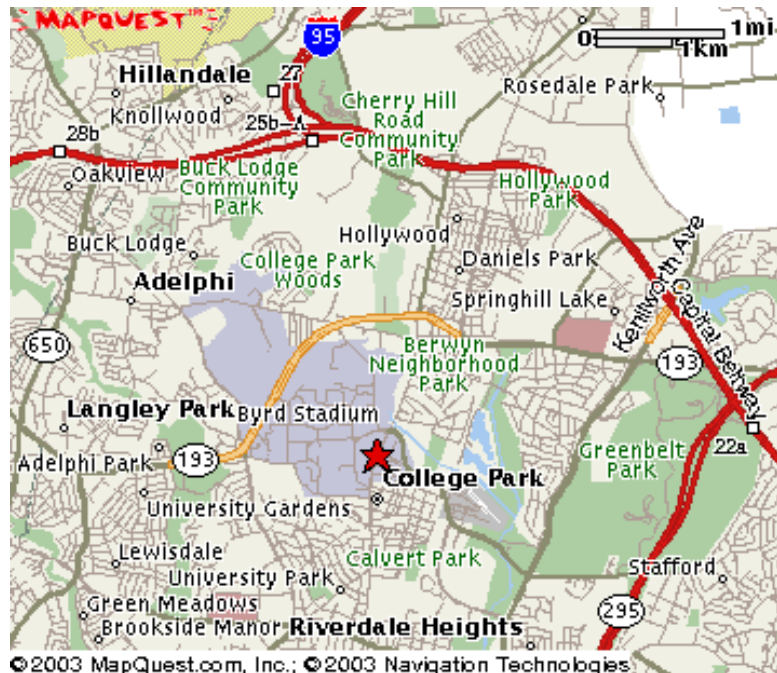 MAPQUEST
95
0
1mi
1km
Hillandale
27
Rosedale Park
Knollwood
Cherry Hill
Road
Community
Park
25b-A
28b
Oakview
Buck Lodge
Community
Park
Hollywood
Park
Hollywood
Buck Lodge
College Park
Woods
Daniels Park
Adelphi
Springhill Lake
Kenilworth Ave
Capital Beltway
650
Berwyn
Neighborhood
Park
193
Langley Park
Byrd Stadium
Adelphi Park
193
Greenbelt
Park
22a
College Park
University Gardens
Lewisdale
Calvert Park
Stafford
University Park
Green Meadows
295
Brookside Manor
Riverdale Heights
©2003 MapQuest.com, Inc.; ©2003 Navigation Technologies